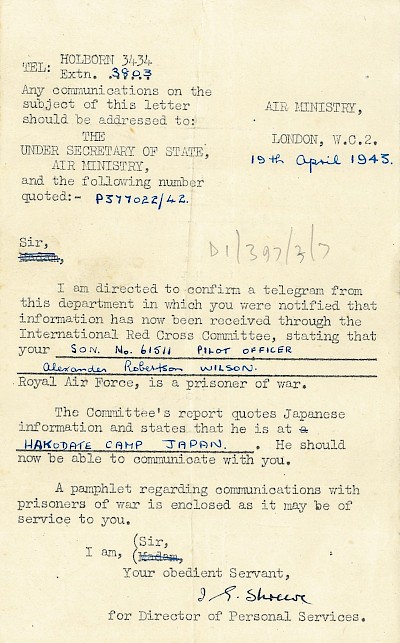 TEL: HOLBORN 3434
Extn. 3903
Any communications on the
subject of this letter
should be addressed to:
THE
UNDER SECRETARY OF STATE,
AIR MINISTRY,
and the following number
quoted:- P377022/42.
AIR MINISTRY,
LONDON, W.C.2.
19th April 1943.
D1/397/3/7
Sir,
Madam,
I am directed to confirm a telegram from
this department in which you were notified that
information has now been received through the
International Red Cross Committee, stating that
your SON. No. 61511 PILOT OFFICER
Alexander Robertson WILSON.
Royal Air Force, is a prisoner of war.
The Committee's report quotes Japanese
information and states that he is at a
HAKODATE CAMP JAPAN. . He should
now be able to communicate with you.
A pamphlet regarding communications with
prisoners of war is enclosed as it may be of
service to you.
(Sir,
I am, (Madam,
Your obedient Servant,
for Director of Personal Services.